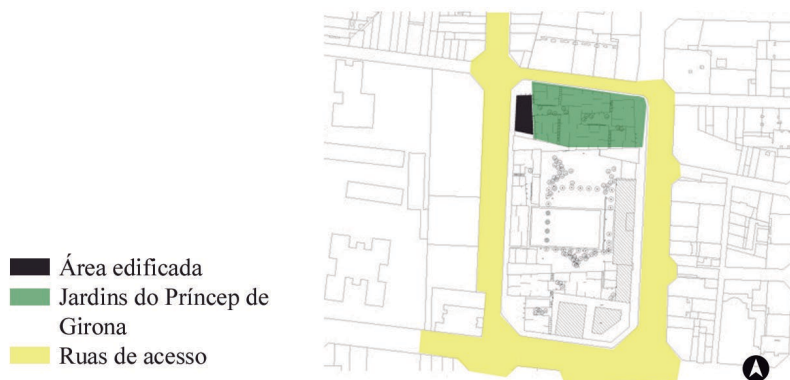 Área edificada
Jardins do Príncep de
Girona
Ruas de acesso